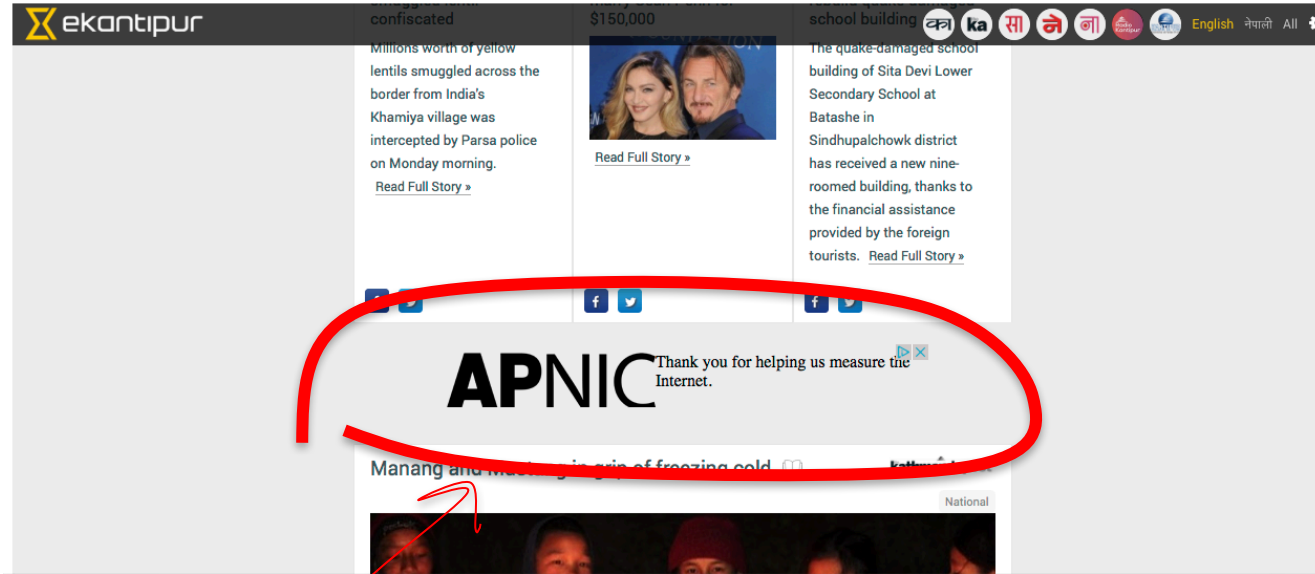 ekantipur
का
ka
सा
ने
ना
English नेपाली All
confiscated
Millions worth of yellow
lentils smuggled across the
border from India's
Khamiya village was
intercepted by Parsa police
on Monday morning.
Read Full Story »
$150,000
Read Full Story »
school building
The quake-damaged school
building of Sita Devi Lower
Secondary School at
Batashe in
Sindhupalchowk district
has received a new nine-
roomed building, thanks to
the financial assistance
provided by the foreign
tourists. Read Full Story »
APNIC
Thank you for helping us measure the
Internet.
Manang and Mustang in grip of freezing cold
National